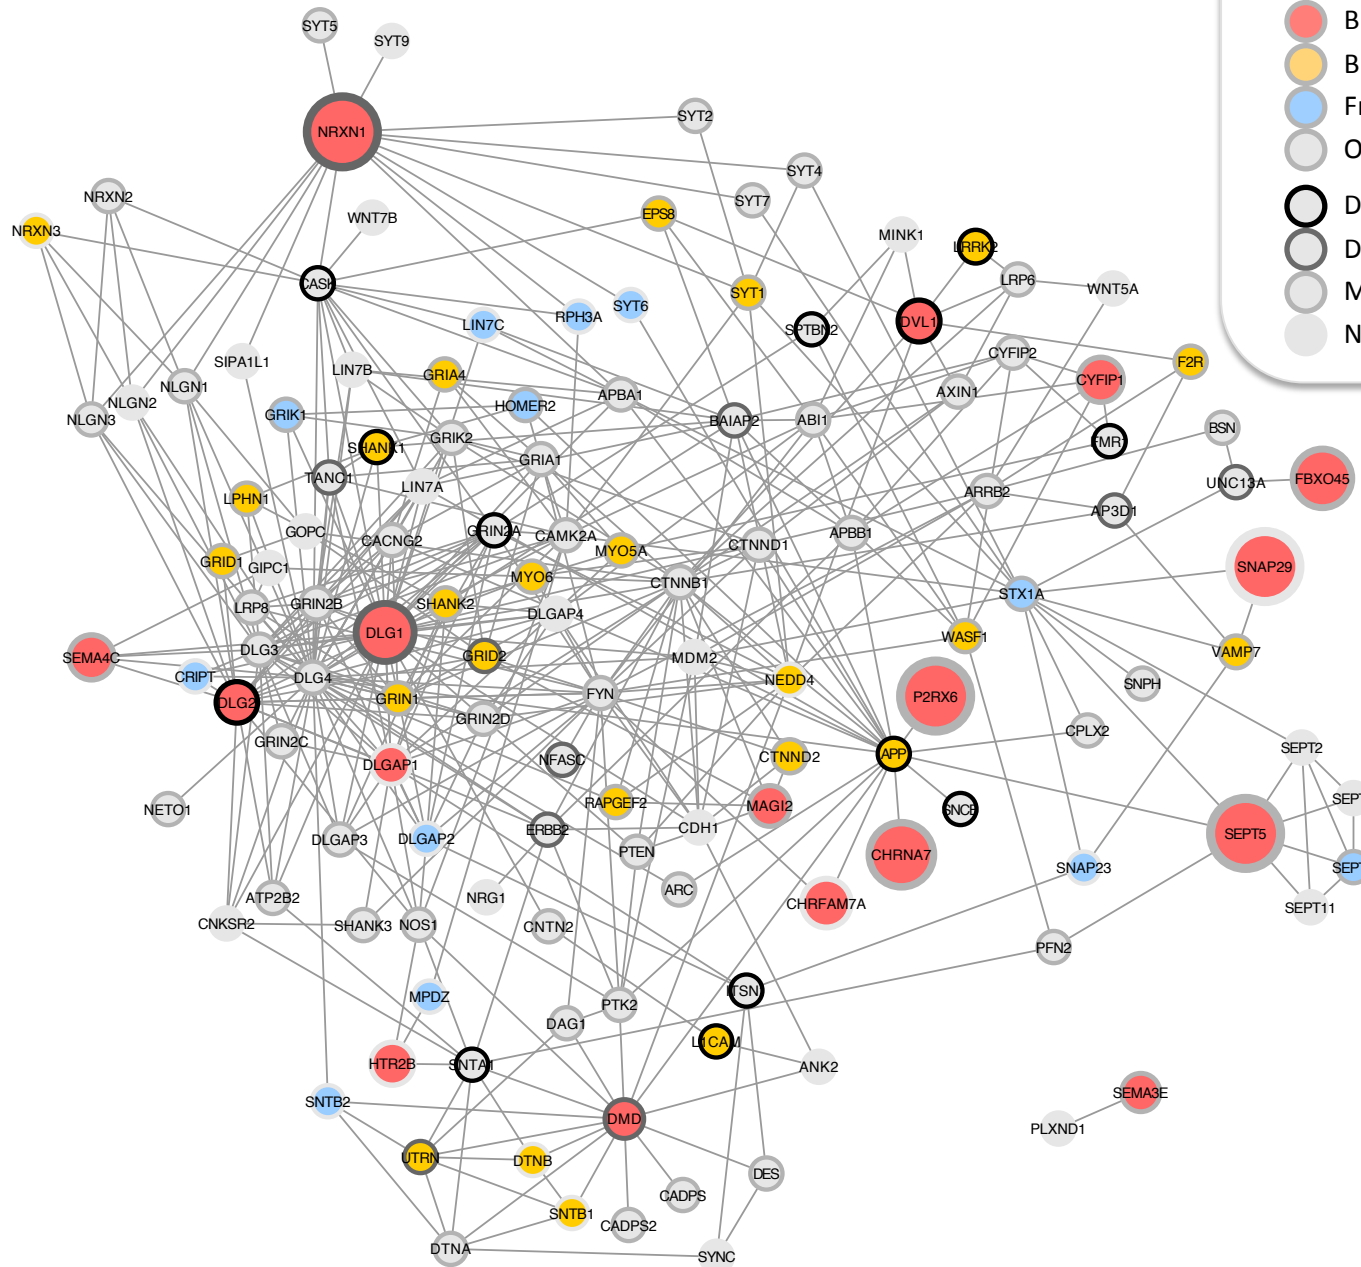 SYT5
SYT9
B
B
Fr
O
D
D
M
N
NRXN1
SYT2
SYT4
SYT7
NRXN2
NRXN3
WNT7B
EPS8
MINK1
LRRK2
LRP6
WNT5A
CASK
SYT1
SYT6
RPH3A
LIN7C
SPTBN2
DVL1
CYFIP2
F2R
CYFIP1
SIPA1L1
LIN7B
GRIA4
NLGN1
NLGN2
NLGN3
GRIK1
HOMER2
APBA1
BAIAP2
ABI1
AXIN1
FMR1
BSN
SHANK1
GRIK2
GRIA1
TANC1
LIN7A
LPHN1
ARRB2
UNC13A
FBXO45
AP3D1
GOPC
CACNG2
GRIN2A
CAMK2A
MYO5A
CTNND1
APBB1
GRID1
GIPC1
MYO6
CTNNB1
SNAP29
STX1A
LRP8
GRIN2B
SHANK2
DLGAP4
DLG1
WASF1
VAMP7
SEMA4C
DLG3
GRID2
MDM2
CRIPT
DLG4
NEDD4
SNPH
DLG2
GRIN1
FYN
P2RX6
GRIN2D
CPLX2
GRIN2C
DLGAP1
NFASC
CTNND2
APP
SEPT2
NETO1
RAPGEF2
MAGI2
SNCB
SEPT
DLGAP3
DLGAP2
ERBB2
CDH1
PTEN
CHRNA7
SEPT5
SNAP23
SEPT
ATP2B2
NRG1
ARC
CHRFAM7A
SEPT11
CNKSR2
SHANK3
NOS1
CNTN2
PFN2
MPDZ
PTK2
ITSN
DAG1
L1CAM
HTR2B
SNTA1
ANK2
SNTB2
DMD
SEMA3E
PLXND1
UTRN
DTNB
DES
CADPS
SNTB1
CADPS2
DTNA
SYNC